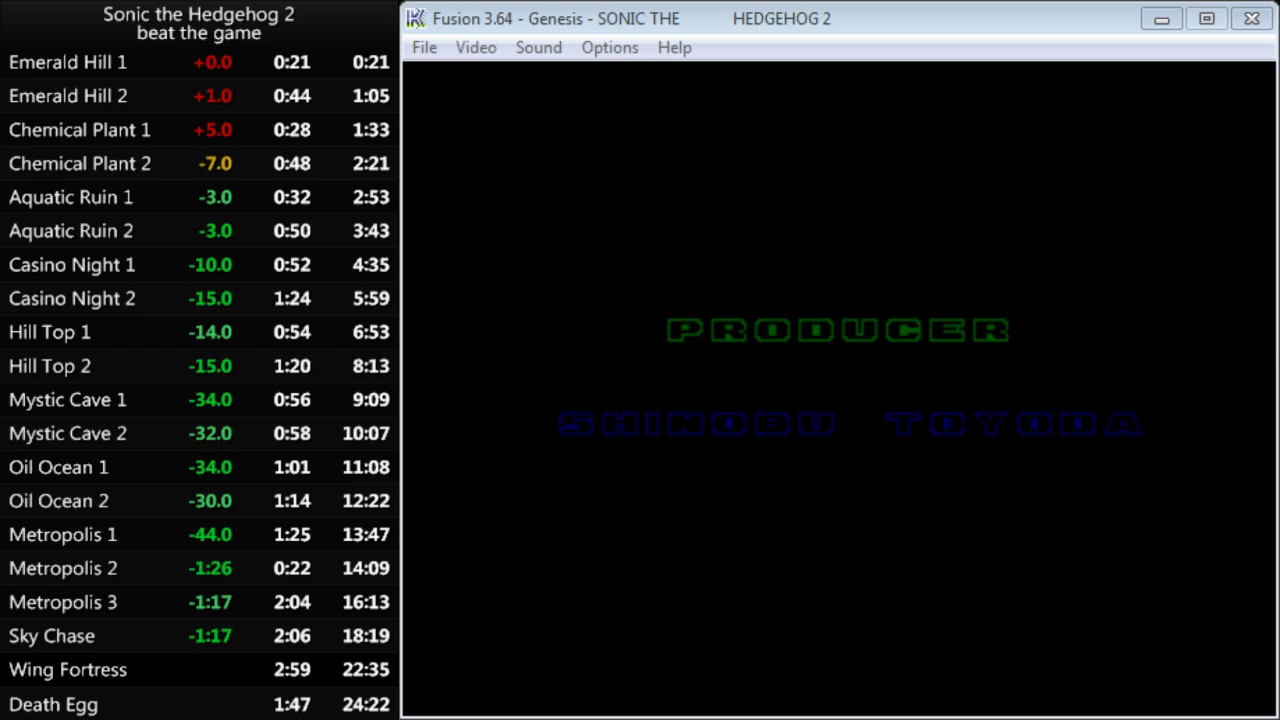 Sonic the Hedgehog 2
beat the game
Emerald Hill 1 +0.0 0:21 0:21
Emerald Hill 2 +1.0 0:44 1:05
Chemical Plant 1 +5.0 0:28 1:33
Chemical Plant 2 -7.0 0:48 2:21
Aquatic Ruin 1 -3.0 0:32 2:53
Aquatic Ruin 2 -3.0 0:50 3:43
Casino Night 1 -10.0 0:52 4:35
Casino Night 2 -15.0 1:24 5:59
Hill Top 1 -14.0 0:54 6:53
Hill Top 2 -15.0 1:20 8:13
Mystic Cave 1 -34.0 0:56 9:09
Mystic Cave 2 -32.0 0:58 10:07
Oil Ocean 1 -34.0 1:01 11:08
Oil Ocean 2 -30.0 1:14 12:22
Metropolis 1 -44.0 1:25 13:47
Metropolis 2 -1:26 0:22 14:09
Metropolis 3 -1:17 2:04 16:13
Sky Chase -1:17 2:06 18:19
Wing Fortress 2:59 22:35
Death Egg 1:47 24:22
Fusion 3.64 - Genesis - SONIC THE HEDGEHOG 2
File Video Sound Options Help
PRODUCER
SHINOBU TOYODA